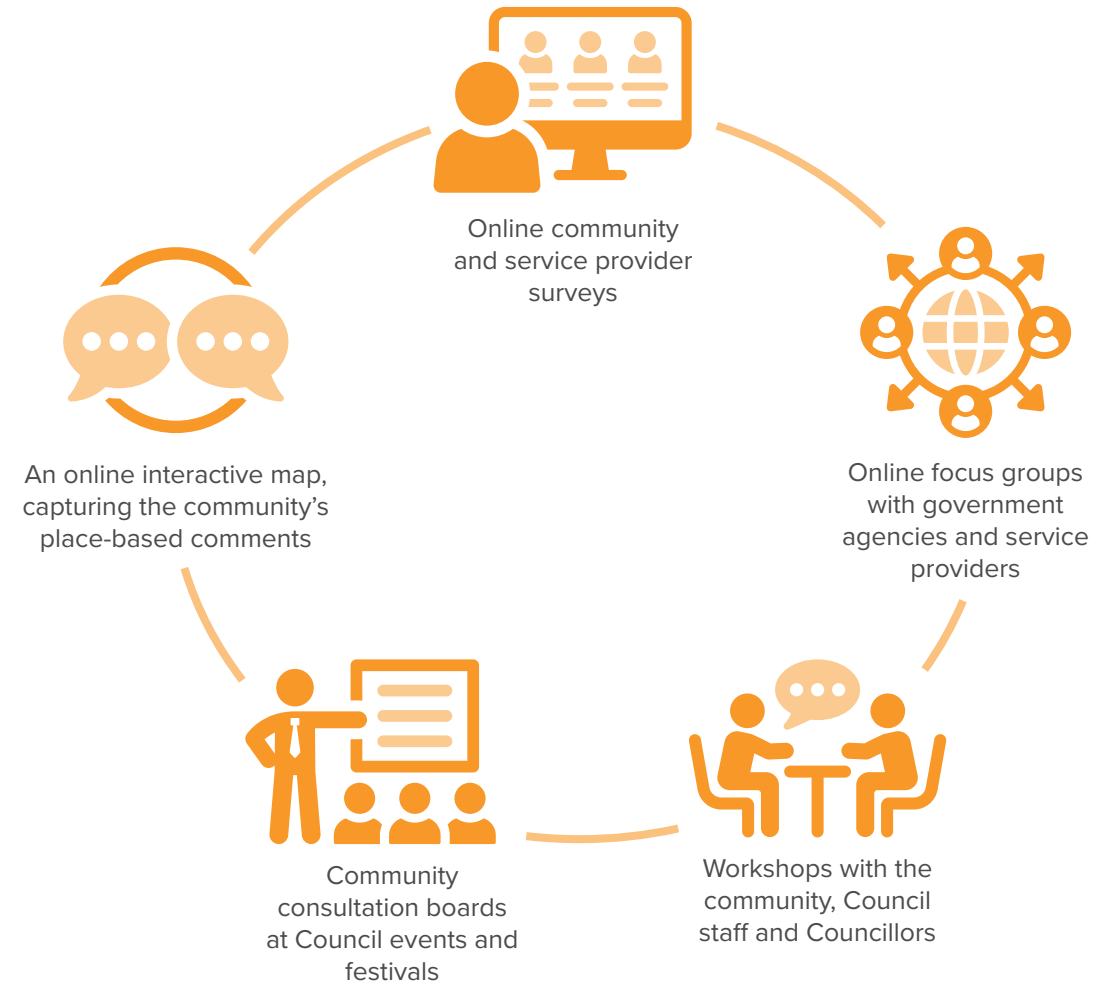 Online community
and service provider
surveys
Online focus groups
with government
agencies and service
providers
Workshops with the
community, Council
staff and Councillors
Community
consultation boards
at Council events and
festivals
An online interactive map,
capturing the community’s
place-based comments